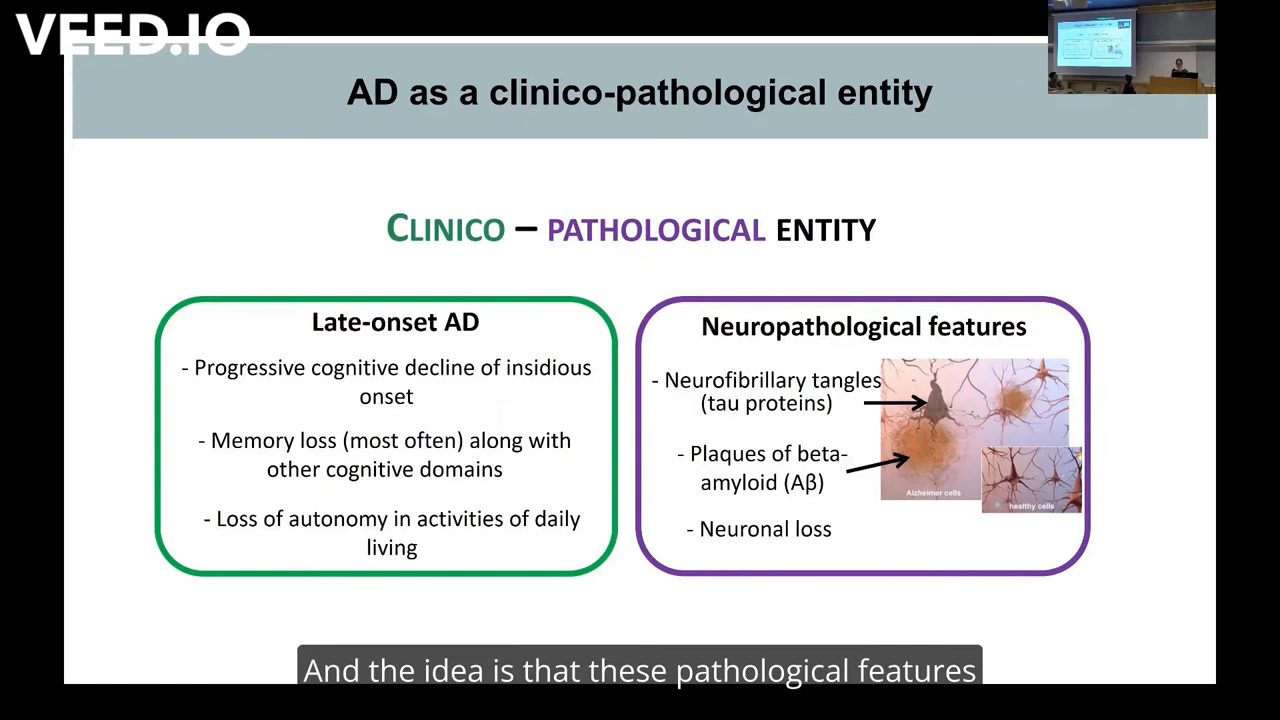 VEED.IO
AD as a clinico-pathological entity
CLINICO – PATHOLOGICAL ENTITY
Late-onset AD
- Progressive cognitive decline of insidious
onset
- Memory loss (most often) along with
other cognitive domains
- Loss of autonomy in activities of daily
living
Neuropathological features
- Neurofibrillary tangles
(tau proteins)
- Plaques of beta-
amyloid (Aβ)
- Neuronal loss
Alzheimer cells
healthy cells
And the idea is that these pathological features